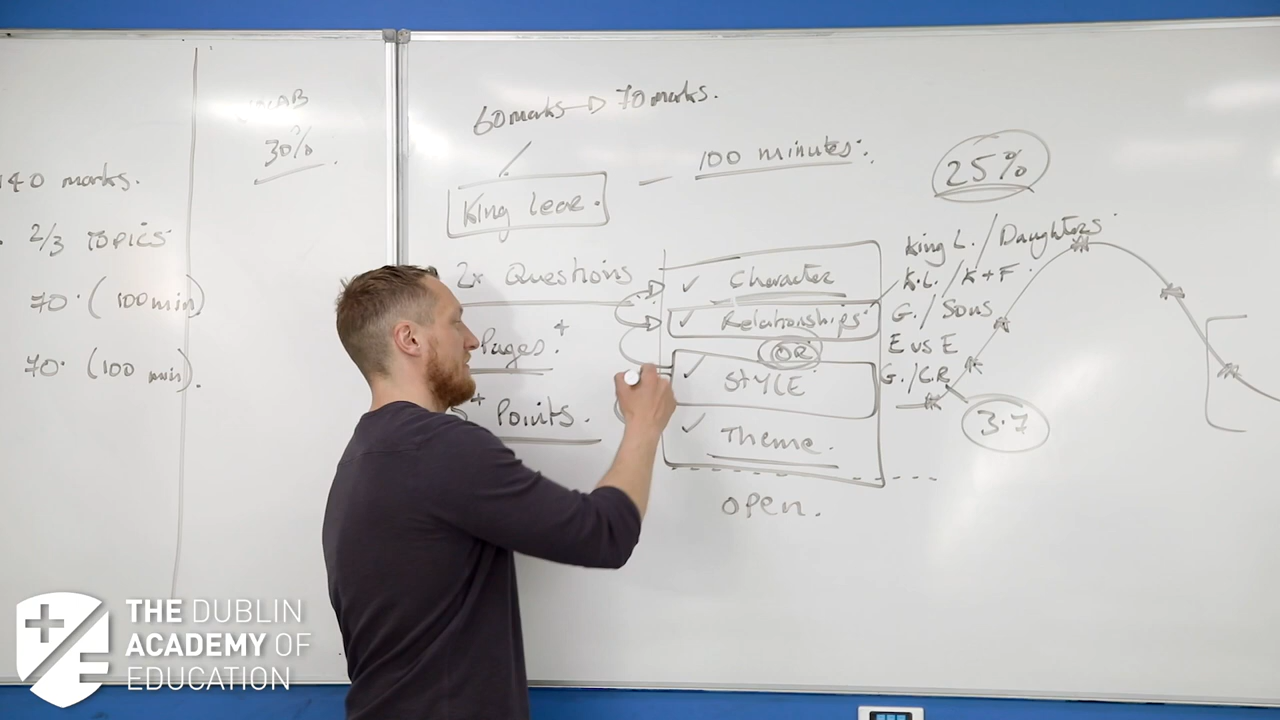 140 marks.
2/3 Topics
70. (100 min)
70. (100 min).
30%
60 marks → 70 marks.
King Lear.
100 minutes.
25%
2x Questions
Pages.+
+ Points.
✓ Character
✓ Relationships
OR
✓ STYLE
✓ Theme.
open.
King L. / Daughters
K.L. / K + F
G. / Sons
E vs E
G. / C.R
3.7
THE DUBLIN
ACADEMY OF
EDUCATION